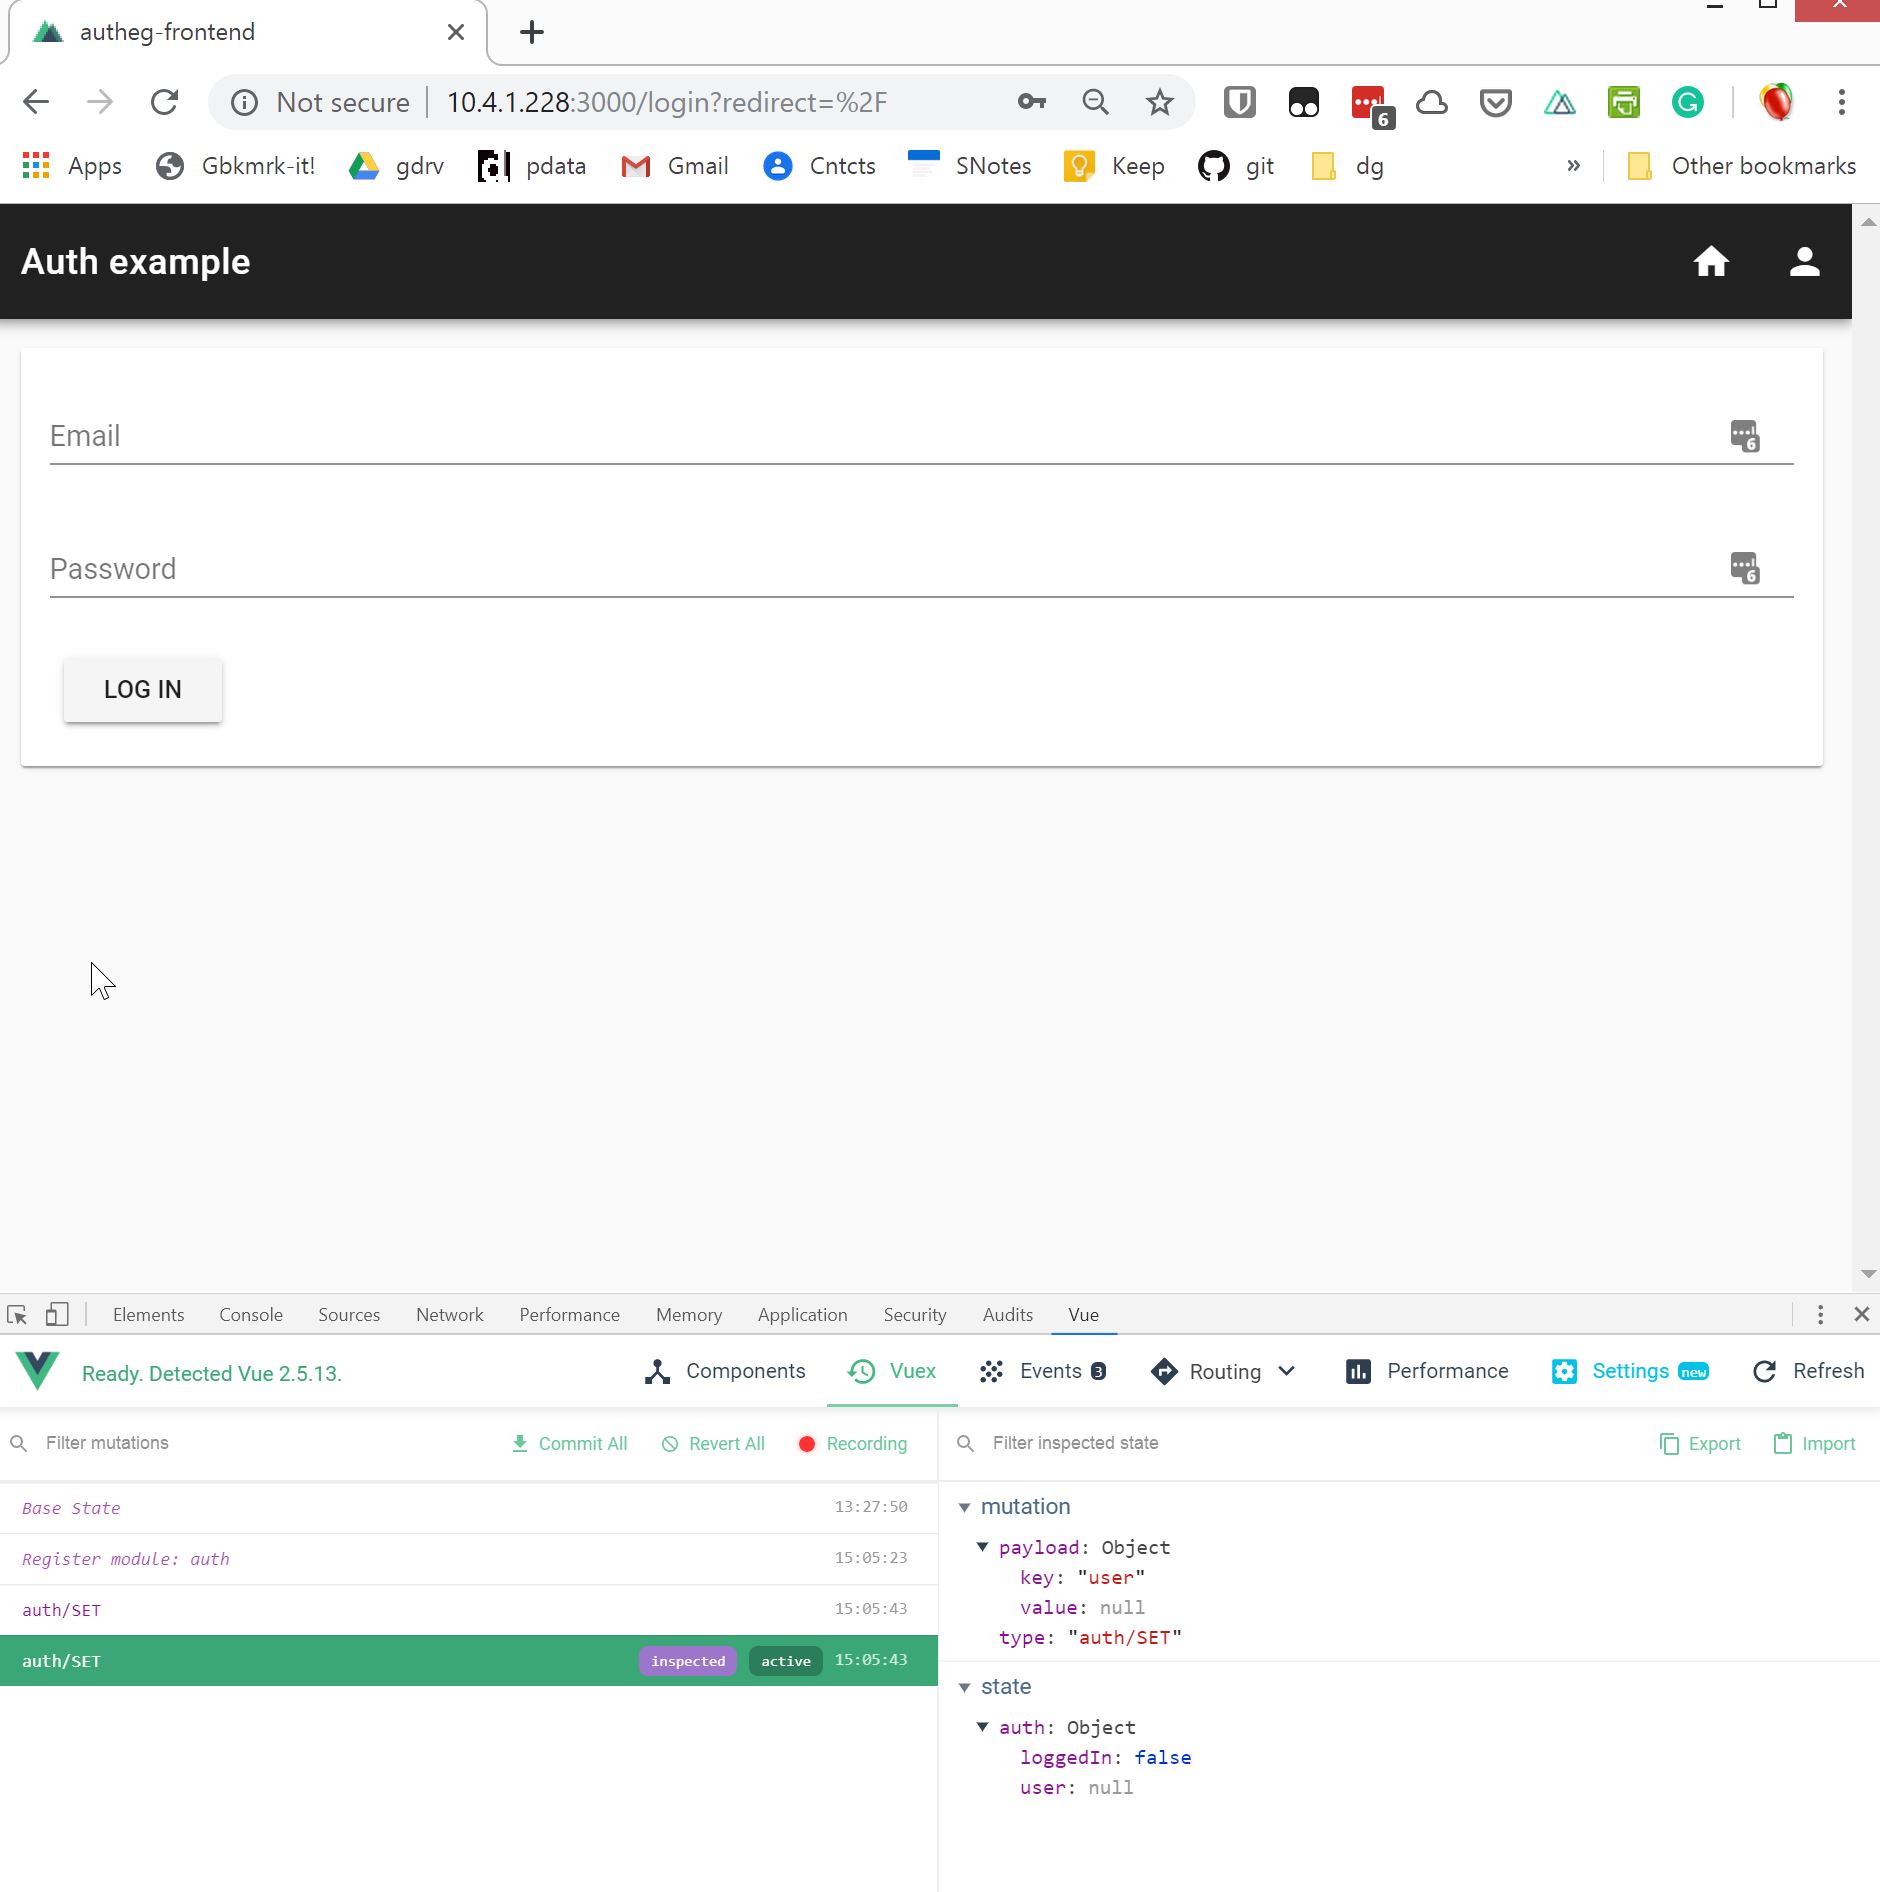 autheg-frontend
Not secure 10.4.1.228:3000/login?redirect=%2F
6
Apps Gbkmrk-it! gdrv pdata Gmail Cntcts SNotes Keep git dg » Other bookmarks
Auth example
Email
6
Password
6
LOG IN
Elements Console Sources Network Performance Memory Application Security Audits Vue
Ready. Detected Vue 2.5.13. Components Vuex Events 3 Routing Performance Settings new Refresh
Filter mutations Commit All Revert All Recording Filter inspected state Export Import
Base State 13:27:50
Register module: auth 15:05:23
auth/SET 15:05:43
auth/SET inspected active 15:05:43
mutation
payload: Object
key: "user"
value: null
type: "auth/SET"
state
auth: Object
loggedIn: false
user: null